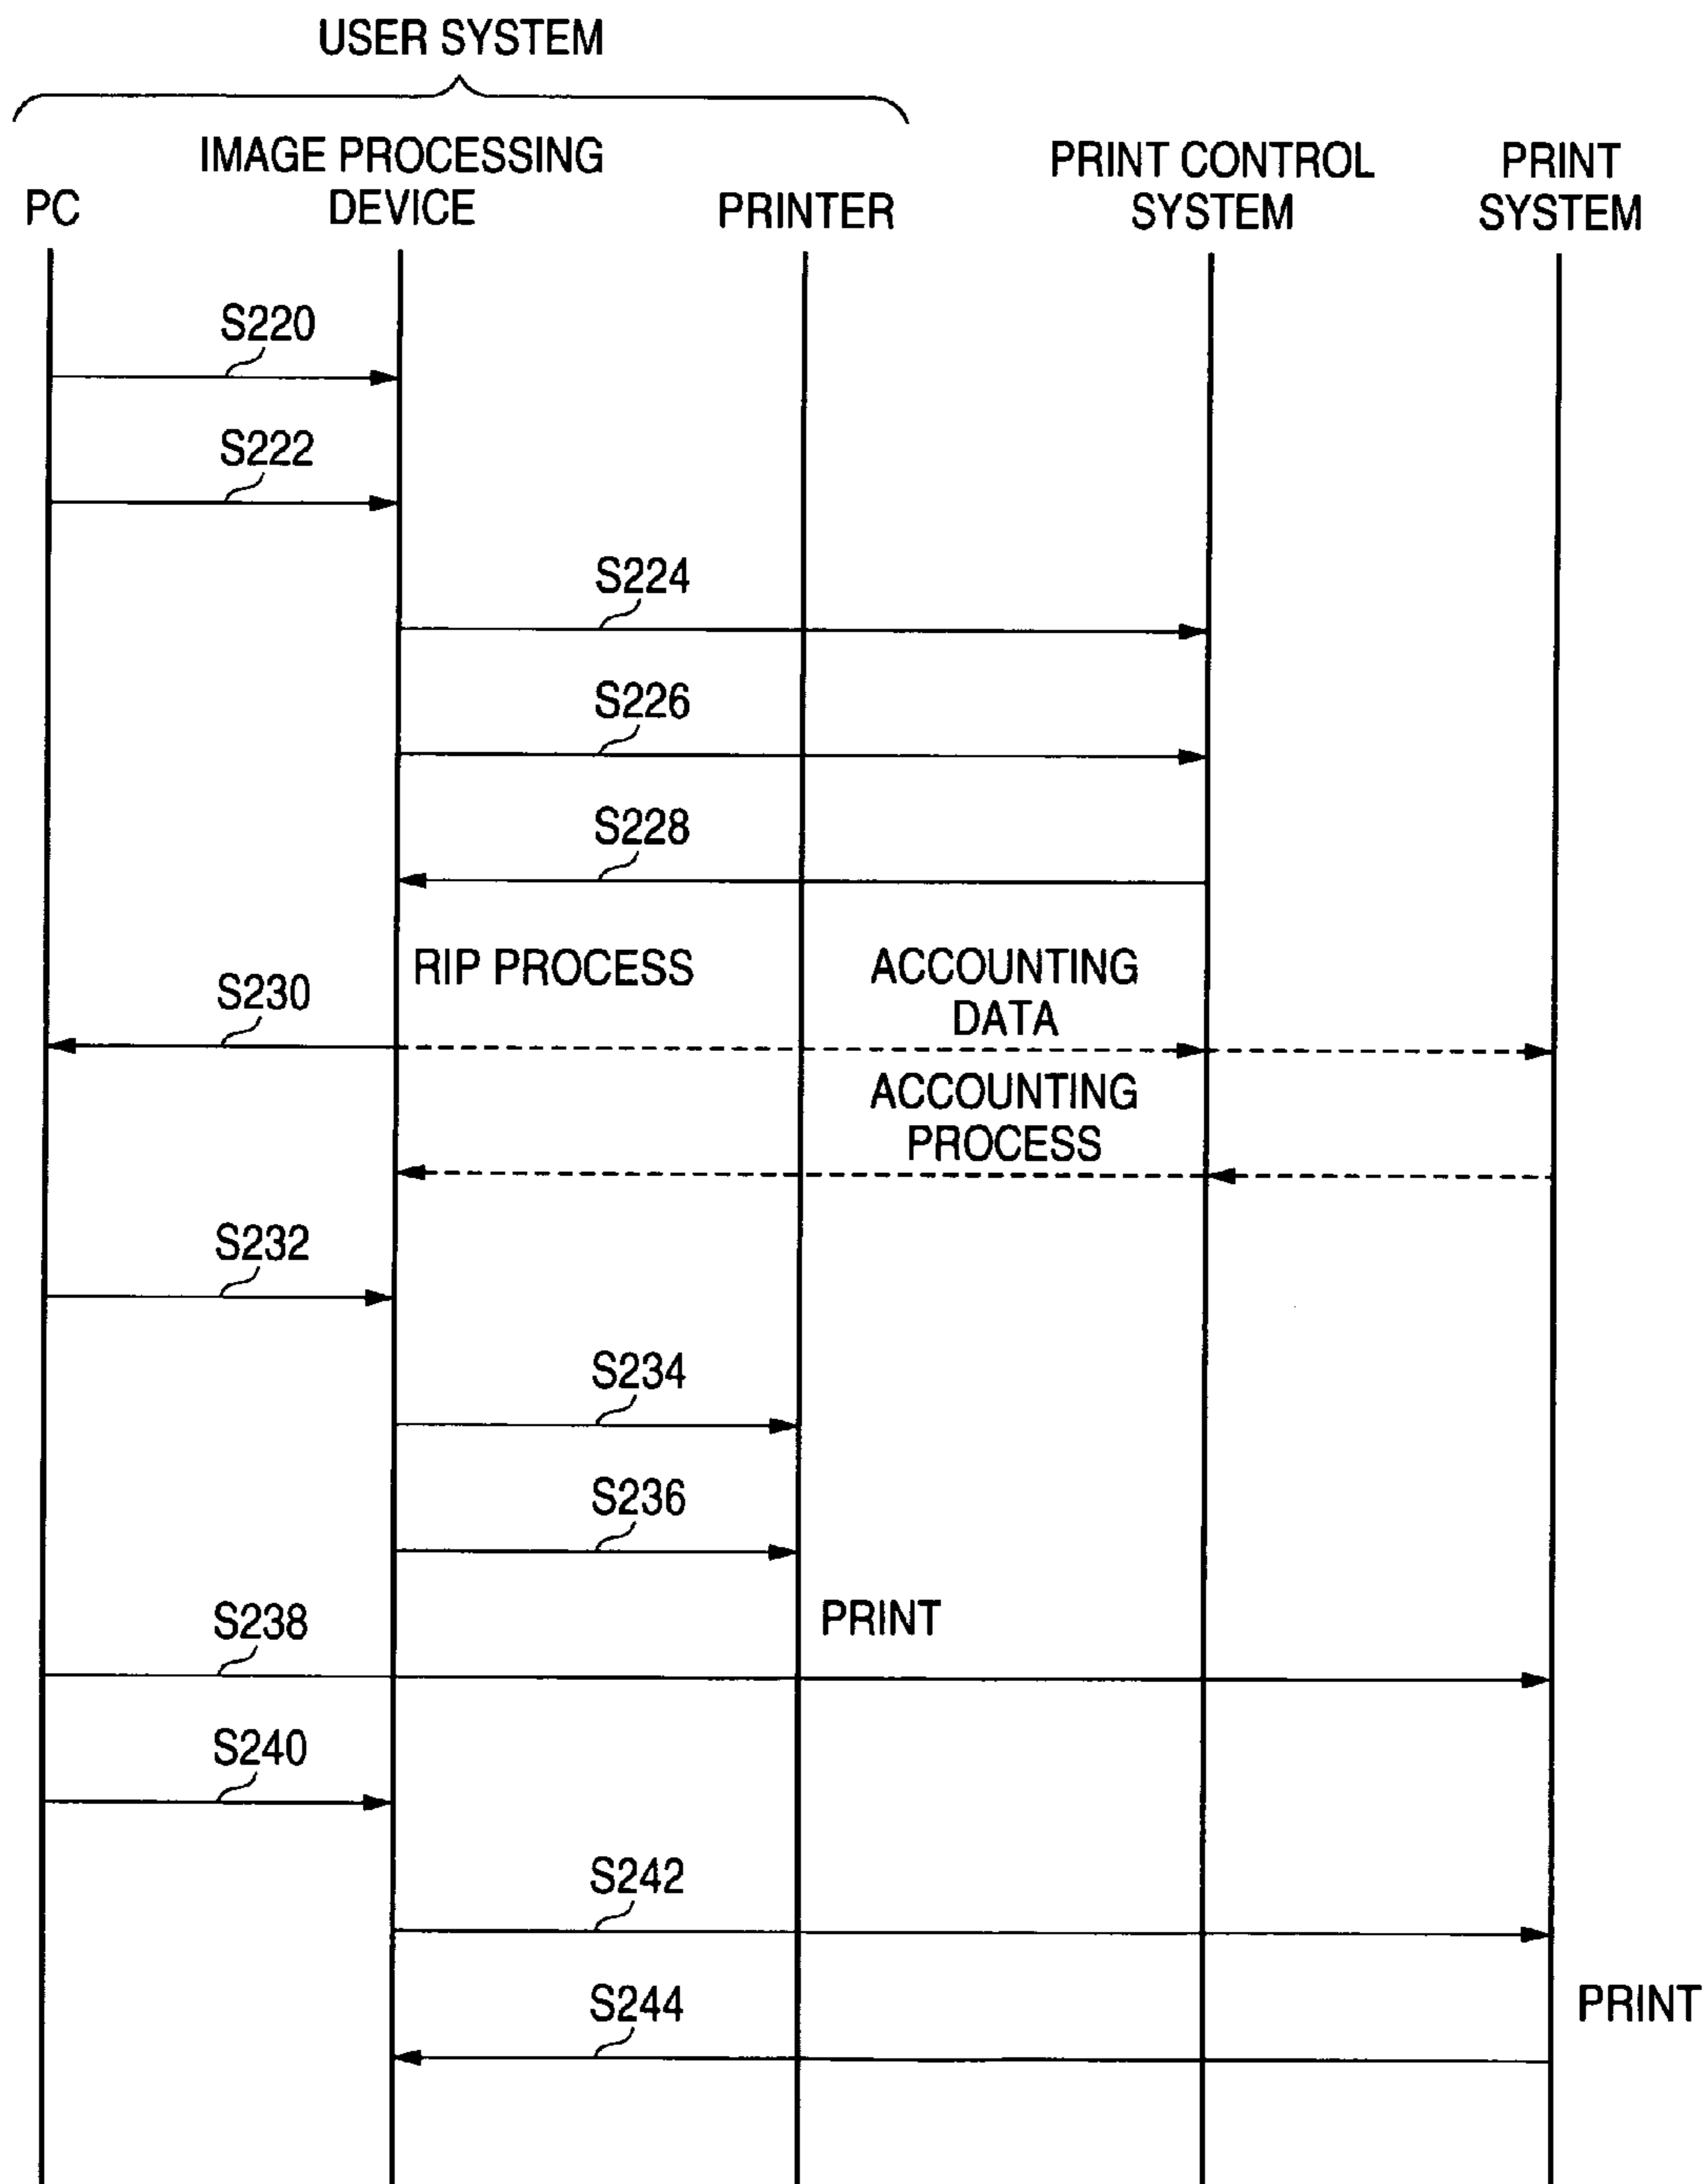 USER SYSTEM
IMAGE PROCESSING
DEVICE
PC
PRINTER
PRINT CONTROL
SYSTEM
PRINT
SYSTEM
S220
S222
S224
S226
S228
RIP PROCESS
ACCOUNTING
DATA
S230
ACCOUNTING
PROCESS
S232
S234
S236
PRINT
S238
S240
S242
S244
PRINT